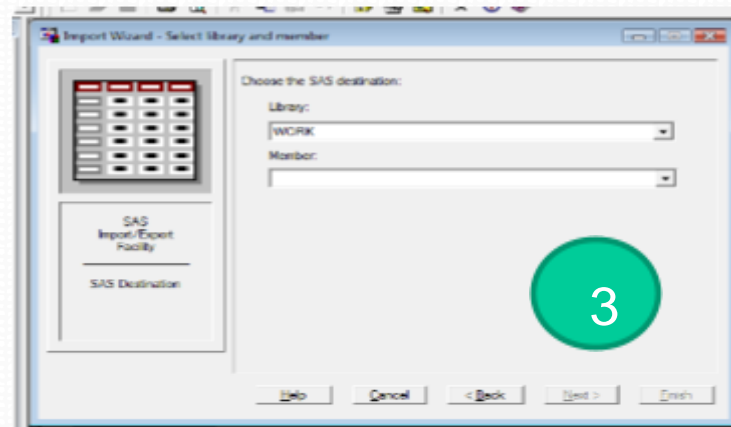 Import Wizard - Select library and member
Choose the SAS destination:
Library:
WORK
Member:
SAS
Import/Export
Facility
SAS Destination
3
Help
Cancel
< Back
Next >
Finish